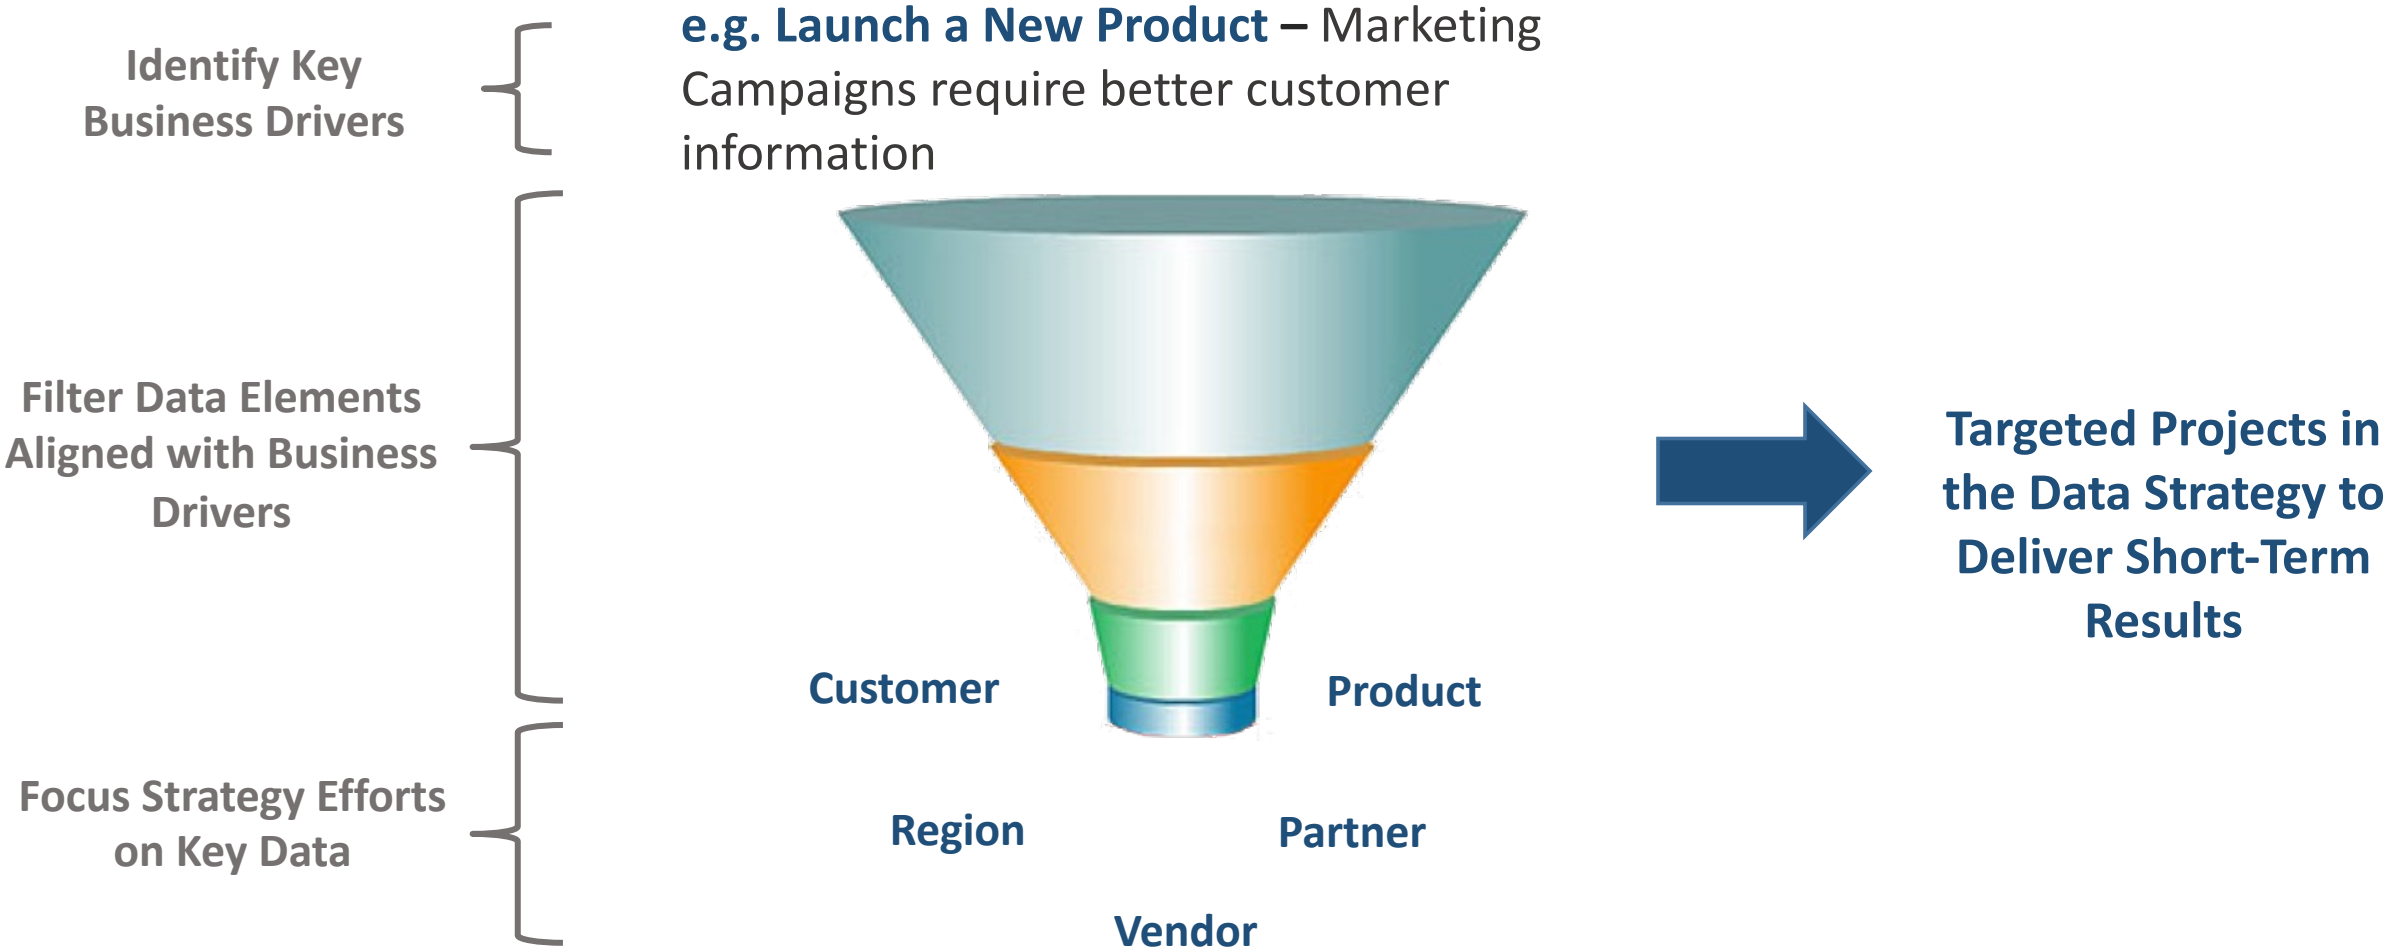 Identify Key
Business Drivers
e.g. Launch a New Product – Marketing
Campaigns require better customer
information
Filter Data Elements
Aligned with Business
Drivers
Targeted Projects in
the Data Strategy to
Deliver Short-Term
Results
Customer
Product
Focus Strategy Efforts
on Key Data
Region
Partner
Vendor